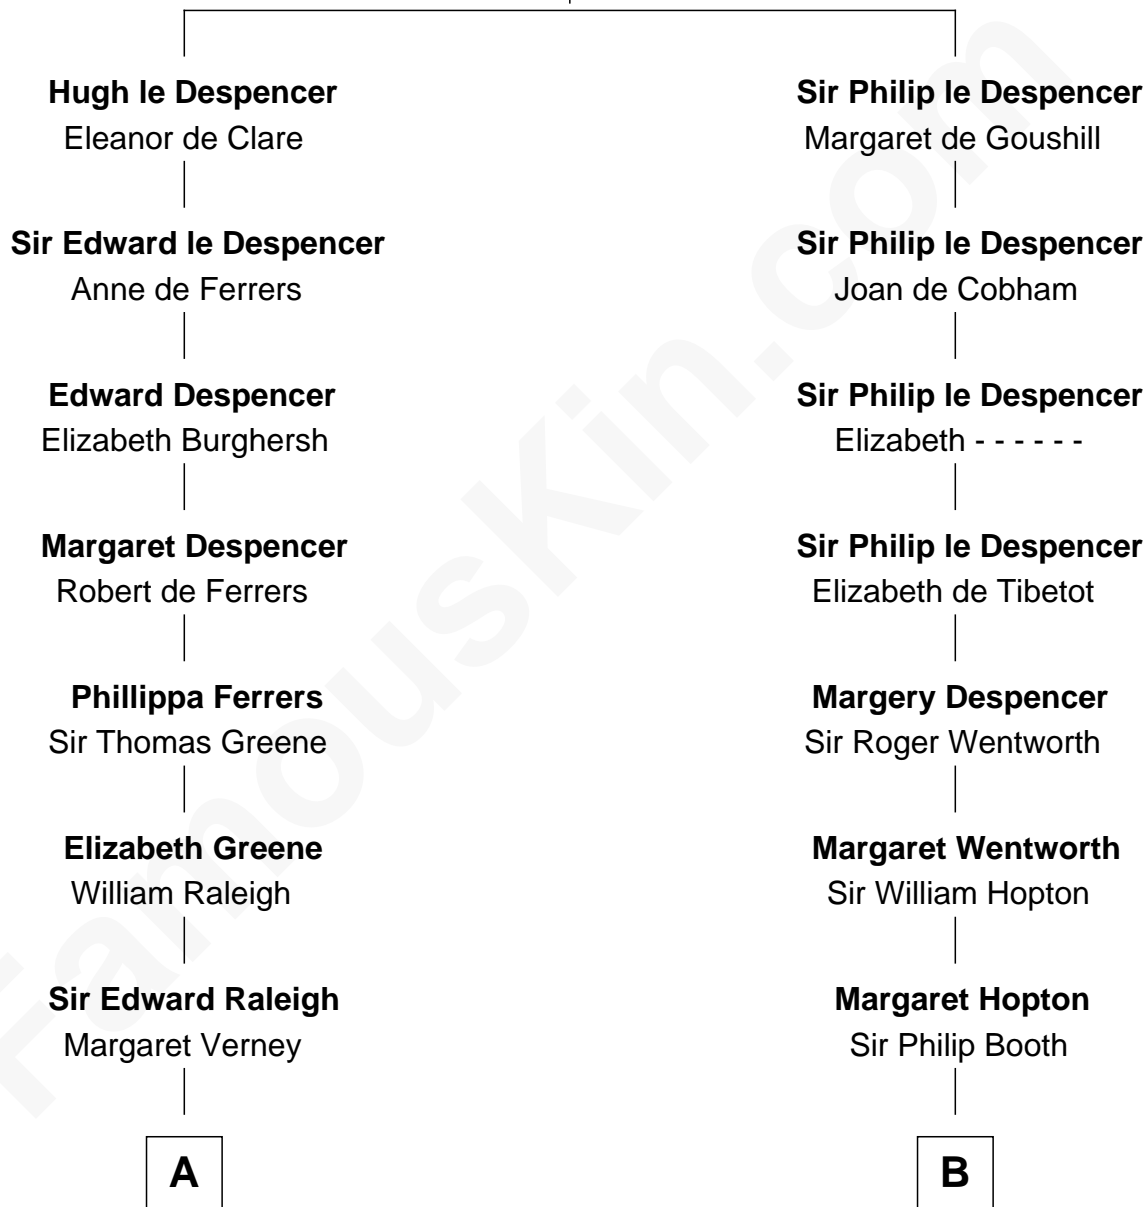 Hugh le Despencer
Eleanor de Clare
Sir Edward le Despencer
Anne de Ferrers
Edward Despencer
Elizabeth Burghersh
Margaret Despencer
Robert de Ferrers
Phillippa Ferrers
Sir Thomas Greene
Elizabeth Greene
William Raleigh
Sir Edward Raleigh
Margaret Verney
A
Sir Philip le Despencer
Margaret de Goushill
Sir Philip le Despencer
Joan de Cobham
Sir Philip le Despencer
Elizabeth - - - - - -
Sir Philip le Despencer
Elizabeth de Tibetot
Margery Despencer
Sir Roger Wentworth
Margaret Wentworth
Sir William Hopton
Margaret Hopton
Sir Philip Booth
B
FamousKin.com